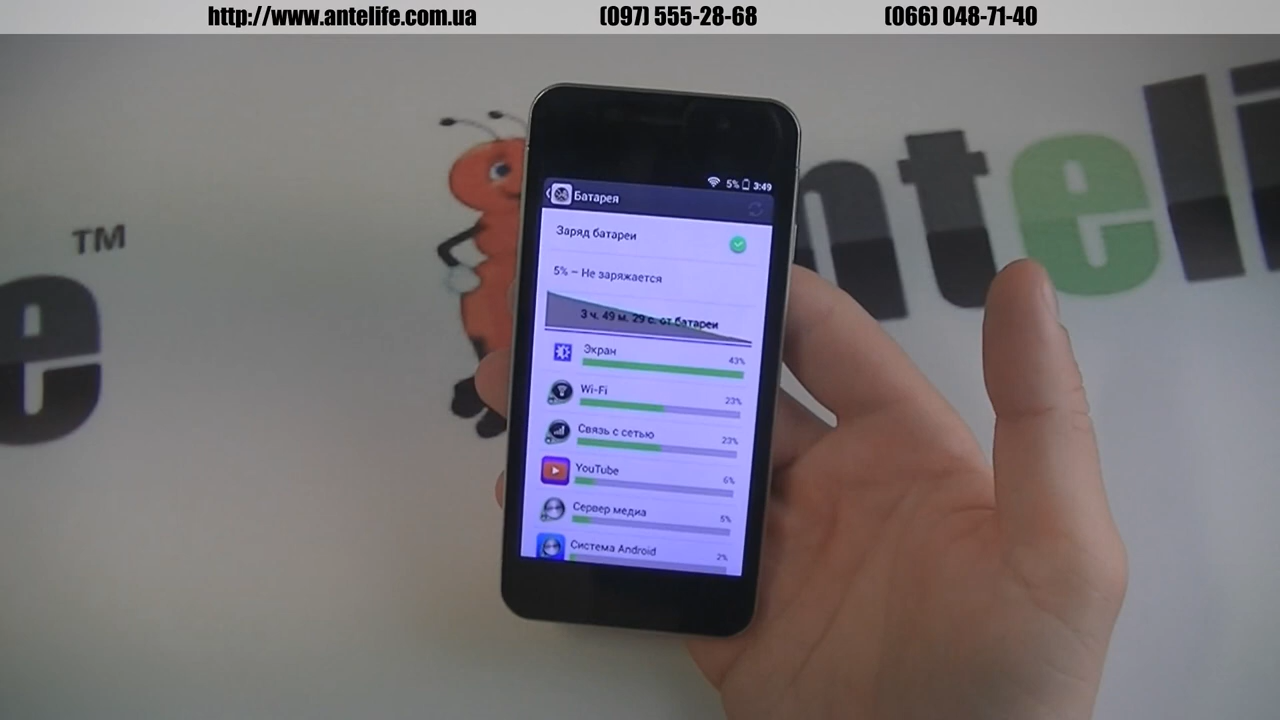 http://www.antelife.com.ua (097) 555-28-68 (066) 048-71-40
TM
e
nteli
5% 3:49
Батарея
Заряд батареи
5% – Не заряжается
3 ч. 49 м. 29 с. от батареи
Экран 43%
Wi-Fi 23%
Связь с сетью 23%
YouTube 6%
Сервер медиа 5%
Система Android 2%